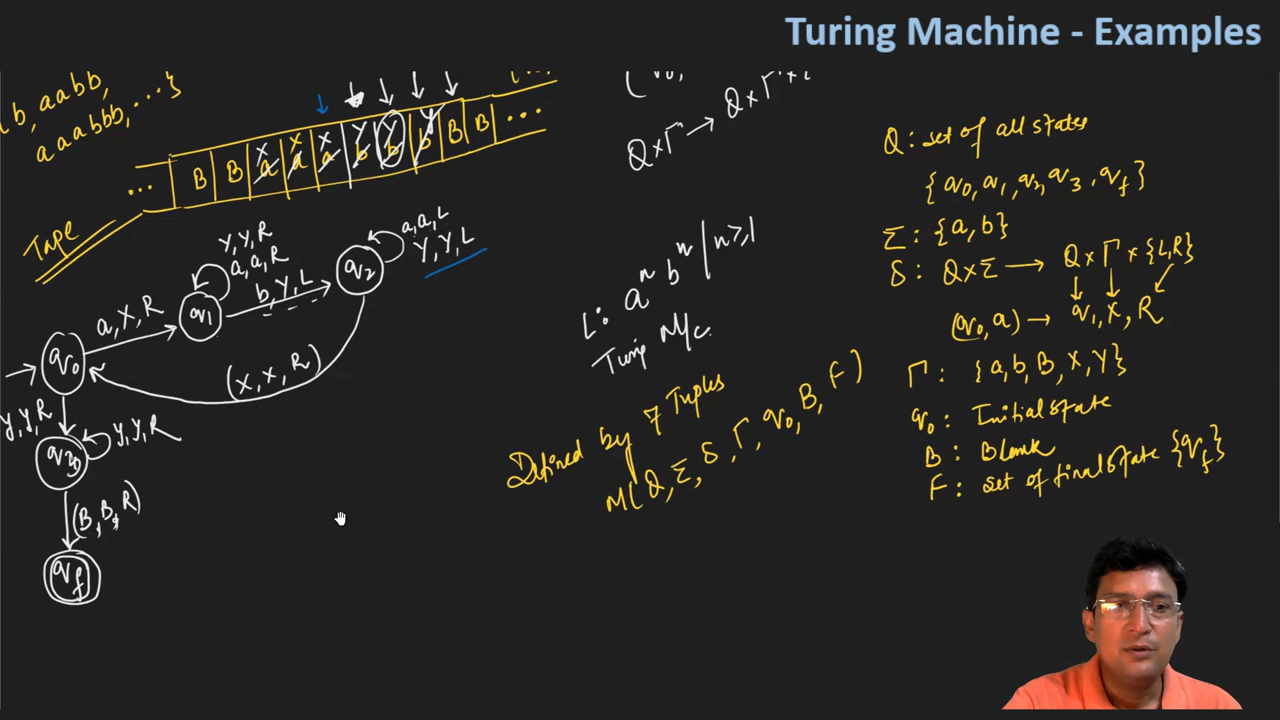 Turing Machine - Examples
b, aabb,
aaabbb, ...}
Tape
... B B a a a b b b B B ...
X X X Y Y Y
Q×Γ → Q×Γ
Y, Y, R
a, a, R
a, a, L
Y, Y, L
a, X, R
b, Y, L
q0
q1
q2
(X, X, R)
Y, Y, R
q3
Y, Y, R
(B, B, R)
qf
L: aⁿ bⁿ | n≥1
Turing M/c.
Defined by 7 Tuples
M(Q, Σ, δ, Γ, q0, B, F)
Q: set of all states
{q0, q1, q2, q3, qf}
Σ: {a, b}
δ: Q×Σ → Q×Γ×{L,R}
(q0, a) → q1, X, R
Γ: {a, b, B, X, Y}
q0: Initial state
B: Blank
F: set of final state {qf}